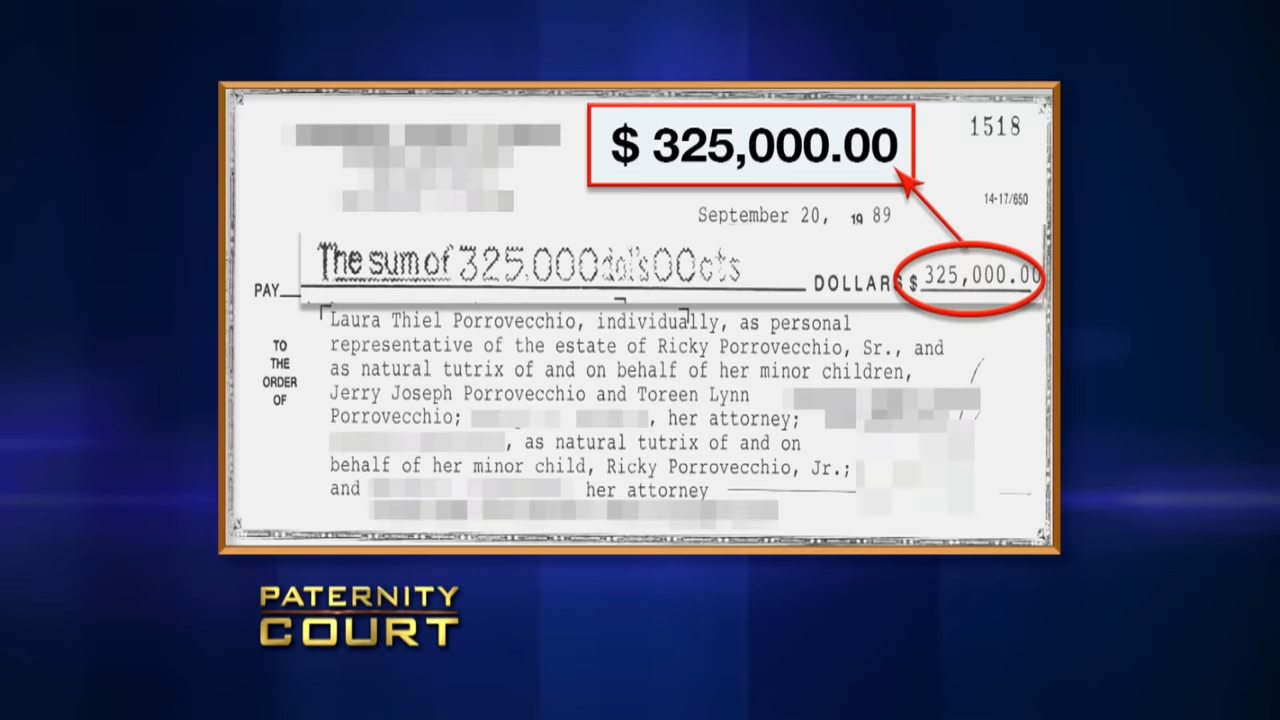 $ 325,000.00
1518
14-17/650
September 20, 19 89
The sum of 325,000 dol's 00 cts
PAY
DOLLARS $ 325,000.00
TO
THE
ORDER
OF
Laura Thiel Porrovecchio, individually, as personal
representative of the estate of Ricky Porrovecchio, Sr., and
as natural tutrix of and on behalf of her minor children,
Jerry Joseph Porrovecchio and Toreen Lynn
Porrovecchio; , her attorney;
, as natural tutrix of and on
behalf of her minor child, Ricky Porrovecchio, Jr.;
and her attorney
PATERNITY
COURT